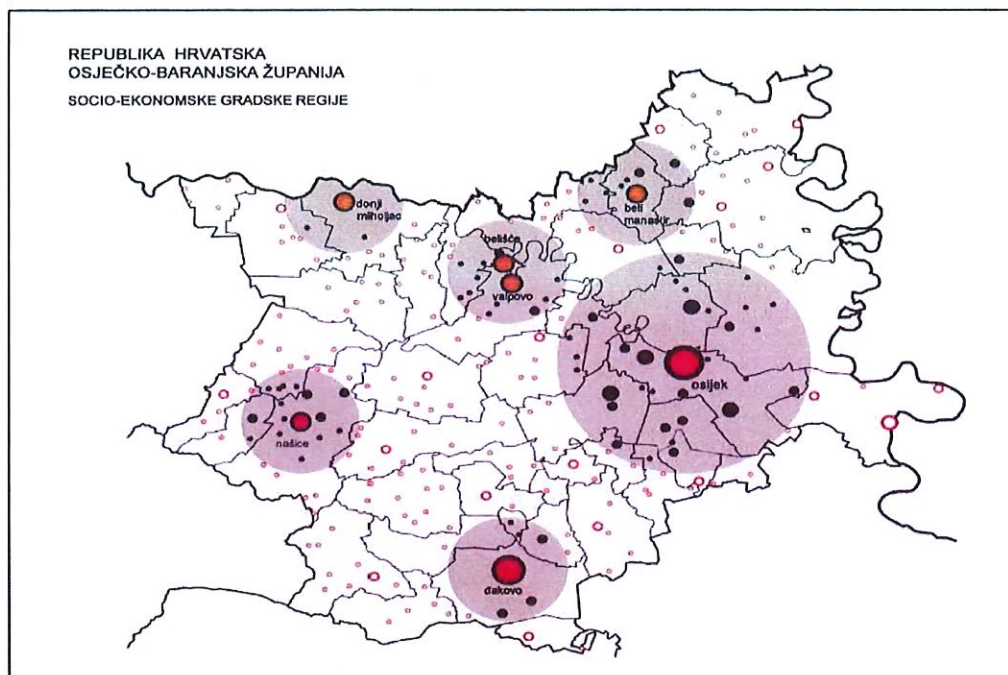 REPUBLIKA HRVATSKA
OSJEČKO-BARANJSKA ŽUPANIJA
SOCIO-EKONOMSKE GRADSKE REGIJE
donji
miholjac
beli
manastir
belišće
valpovo
osijek
našice
đakovo